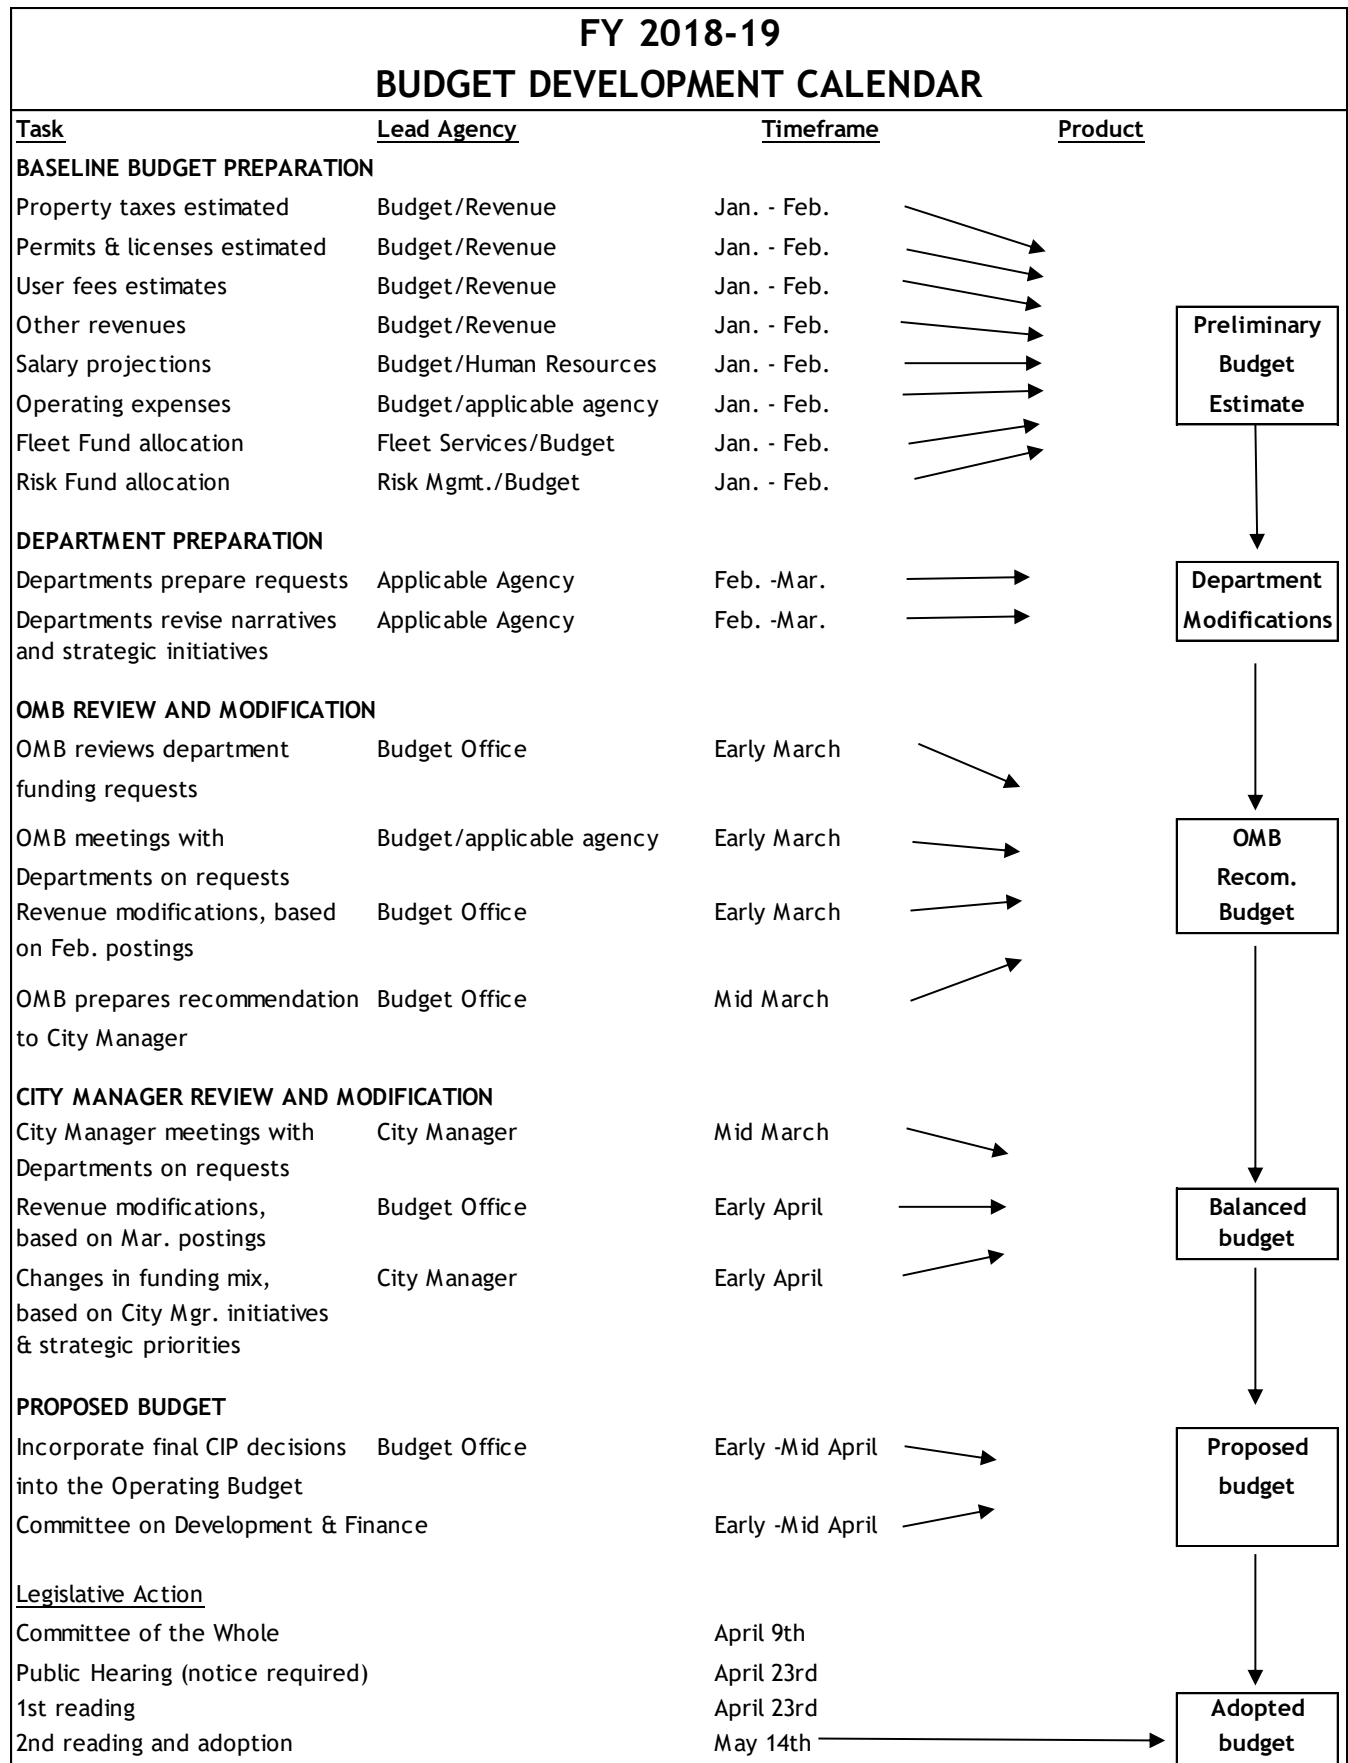 FY 2018-19
BUDGET DEVELOPMENT CALENDAR
Task Lead Agency Timeframe Product
BASELINE BUDGET PREPARATION
Property taxes estimated Budget/Revenue Jan. - Feb.
Permits & licenses estimated Budget/Revenue Jan. - Feb.
User fees estimates Budget/Revenue Jan. - Feb.
Other revenues Budget/Revenue Jan. - Feb. Preliminary
Salary projections Budget/Human Resources Jan. - Feb. Budget
Operating expenses Budget/applicable agency Jan. - Feb. Estimate
Fleet Fund allocation Fleet Services/Budget Jan. - Feb.
Risk Fund allocation Risk Mgmt./Budget Jan. - Feb.
DEPARTMENT PREPARATION
Departments prepare requests Applicable Agency Feb. -Mar. Department
Departments revise narratives Applicable Agency Feb. -Mar. Modifications
and strategic initiatives
OMB REVIEW AND MODIFICATION
OMB reviews department Budget Office Early March
funding requests
OMB meetings with Budget/applicable agency Early March OMB
Departments on requests Recom.
Revenue modifications, based Budget Office Early March Budget
on Feb. postings
OMB prepares recommendation Budget Office Mid March
to City Manager
CITY MANAGER REVIEW AND MODIFICATION
City Manager meetings with City Manager Mid March
Departments on requests
Revenue modifications, Budget Office Early April Balanced
based on Mar. postings budget
Changes in funding mix, City Manager Early April
based on City Mgr. initiatives
& strategic priorities
PROPOSED BUDGET
Incorporate final CIP decisions Budget Office Early -Mid April Proposed
into the Operating Budget budget
Committee on Development & Finance Early -Mid April
Legislative Action
Committee of the Whole April 9th
Public Hearing (notice required) April 23rd
1st reading April 23rd Adopted
2nd reading and adoption May 14th budget